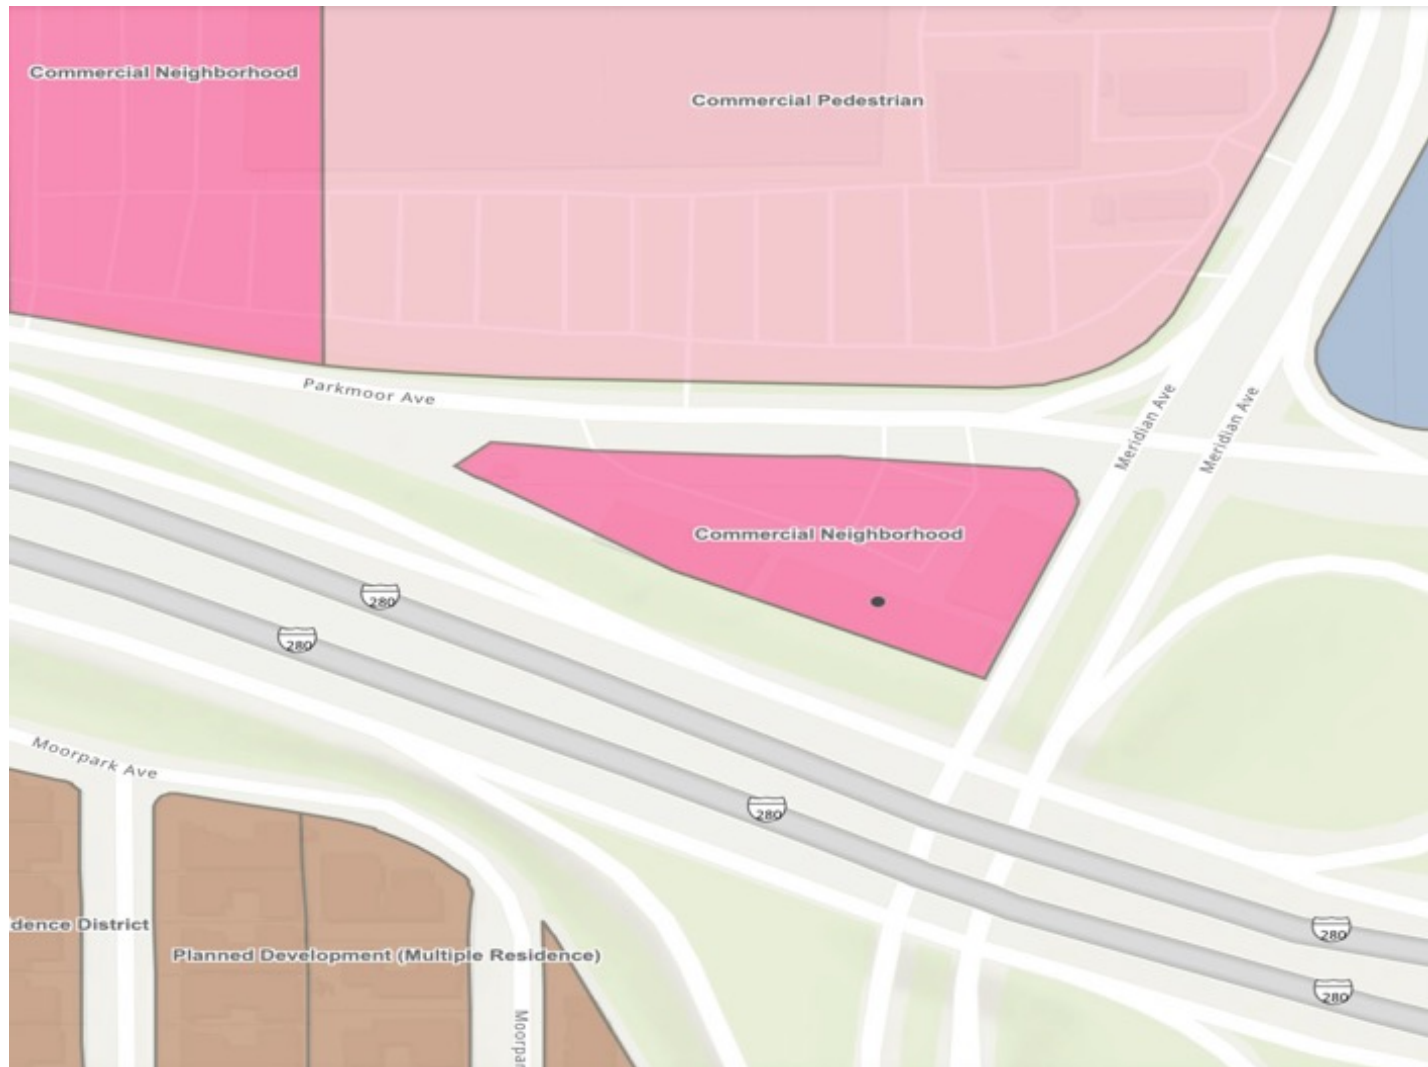 Commercial Neighborhood
Commercial Pedestrian
Parkmoor Ave
Meridian Ave
Meridian Ave
Commercial Neighborhood
280
280
Moorpark Ave
280
dence District
280
Planned Development (Multiple Residence)
280
Moorpar